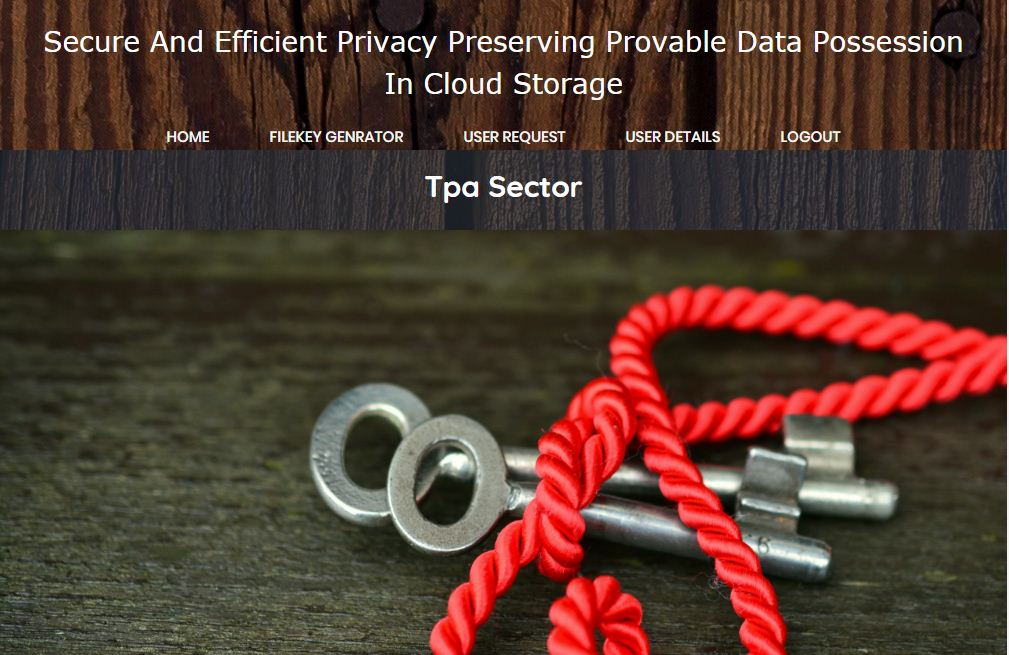 Secure And Efficient Privacy Preserving Provable Data Possession
In Cloud Storage
HOME FILEKEY GENRATOR USER REQUEST USER DETAILS LOGOUT
Tpa Sector
6